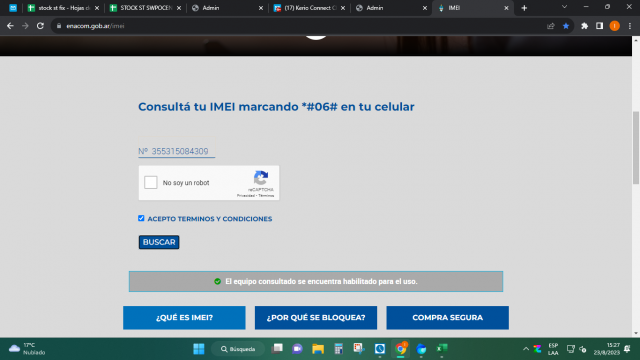 stock st fix - Hojas de
STOCK ST SWPOCEN
Admin
(17) Kerio Connect C
Admin
IMEI
enacom.gob.ar/imei
Consultá tu IMEI marcando *#06# en tu celular
Nº 355315084309
No soy un robot
reCAPTCHA
Privacidad - Términos
ACEPTO TERMINOS Y CONDICIONES
BUSCAR
El equipo consultado se encuentra habilitado para el uso.
¿QUÉ ES IMEI?
¿POR QUÉ SE BLOQUEA?
COMPRA SEGURA
17°C
Nublado
Búsqueda
ESP
LAA
15:27
23/8/2023